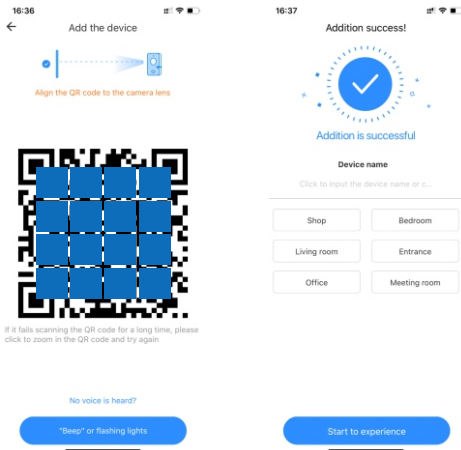 16:36
Add the device
Align the QR code to the camera lens
If it fails scanning the QR code for a long time, please
click to zoom in the QR code and try again
No voice is heard?
"Beep" or flashing lights
16:37
Addition success!
Addition is successful
Device name
Click to input the device name or c...
Shop
Bedroom
Living room
Entrance
Office
Meeting room
Start to experience